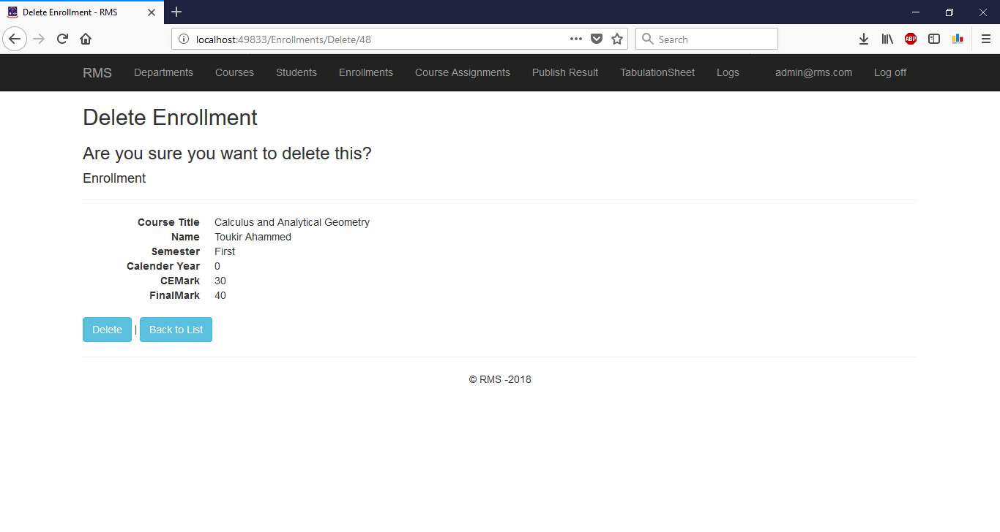 Delete Enrollment - RMS
localhost:49833/Enrollments/Delete/48
Search
ABP
RMS Departments Courses Students Enrollments Course Assignments Publish Result TabulationSheet Logs admin@rms.com Log off
Delete Enrollment
Are you sure you want to delete this?
Enrollment
Course Title Calculus and Analytical Geometry
Name Toukir Ahammed
Semester First
Calender Year 0
CEMark 30
FinalMark 40
Delete | Back to List
© RMS -2018